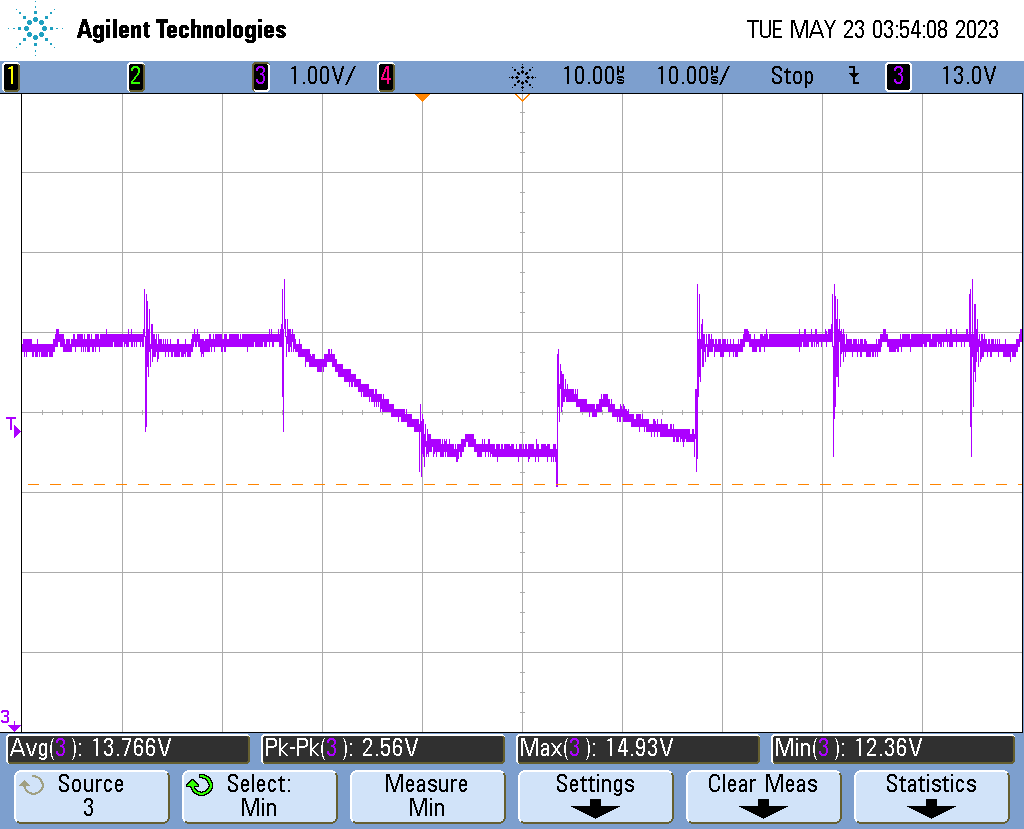 Agilent Technologies TUE MAY 23 03:54:08 2023
1 2 3 1.00V/ 4 10.00µs 10.00µs/ Stop 3 13.0V
T
3
Avg(3): 13.766V Pk-Pk(3): 2.56V Max(3): 14.93V Min(3): 12.36V
Source Select: Measure Settings Clear Meas Statistics
3 Min Min